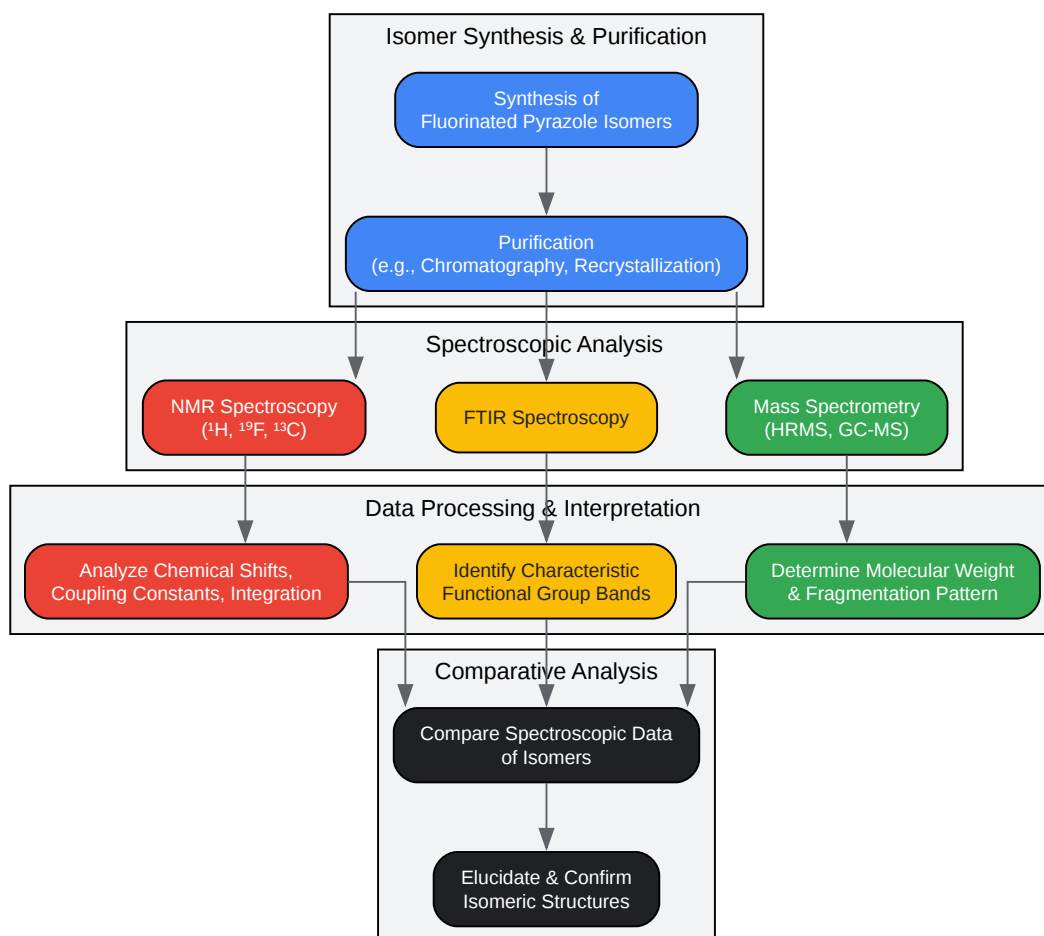 Isomer Synthesis & Purification
Synthesis of
Fluorinated Pyrazole Isomers
Purification
(e.g., Chromatography, Recrystallization)
Spectroscopic Analysis
NMR Spectroscopy
(¹H, ¹⁹F, ¹³C)
FTIR Spectroscopy
Mass Spectrometry
(HRMS, GC-MS)
Data Processing & Interpretation
Analyze Chemical Shifts,
Coupling Constants, Integration
Identify Characteristic
Functional Group Bands
Determine Molecular Weight
& Fragmentation Pattern
Comparative Analysis
Compare Spectroscopic Data
of Isomers
Elucidate & Confirm
Isomeric Structures